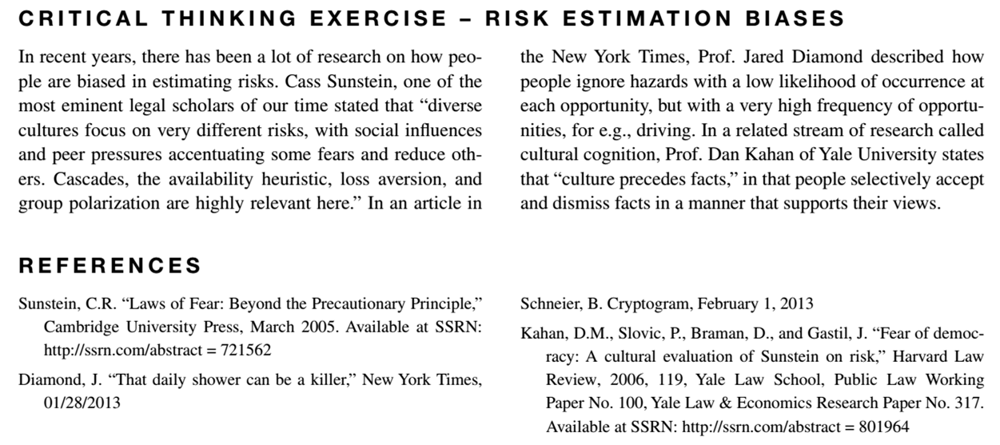 CRITICAL THINKING EXERCISE – RISK ESTIMATION BIASES
In recent years, there has been a lot of research on how peo-
ple are biased in estimating risks. Cass Sunstein, one of the
most eminent legal scholars of our time stated that “diverse
cultures focus on very different risks, with social influences
and peer pressures accentuating some fears and reduce oth-
ers. Cascades, the availability heuristic, loss aversion, and
group polarization are highly relevant here.” In an article in
the New York Times, Prof. Jared Diamond described how
people ignore hazards with a low likelihood of occurrence at
each opportunity, but with a very high frequency of opportu-
nities, for e.g., driving. In a related stream of research called
cultural cognition, Prof. Dan Kahan of Yale University states
that “culture precedes facts,” in that people selectively accept
and dismiss facts in a manner that supports their views.
REFERENCES
Sunstein, C.R. “Laws of Fear: Beyond the Precautionary Principle,”
Cambridge University Press, March 2005. Available at SSRN:
http://ssrn.com/abstract = 721562
Diamond, J. “That daily shower can be a killer,” New York Times,
01/28/2013
Schneier, B. Cryptogram, February 1, 2013
Kahan, D.M., Slovic, P., Braman, D., and Gastil, J. “Fear of democ-
racy: A cultural evaluation of Sunstein on risk,” Harvard Law
Review, 2006, 119, Yale Law School, Public Law Working
Paper No. 100, Yale Law & Economics Research Paper No. 317.
Available at SSRN: http://ssrn.com/abstract = 801964